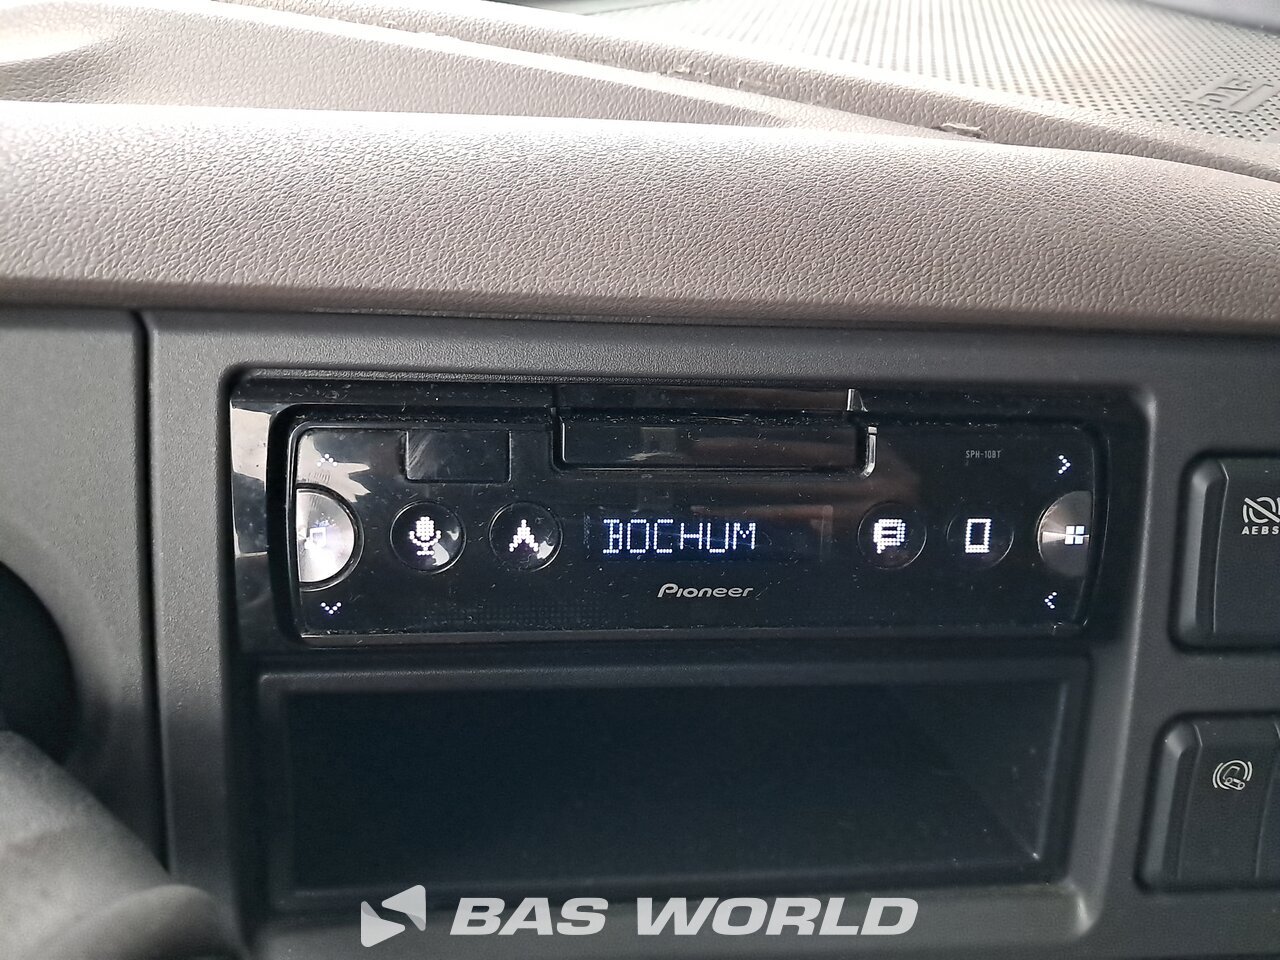 SPH-10BT
BOCHUM
Pioneer
AEBS
BAS WORLD